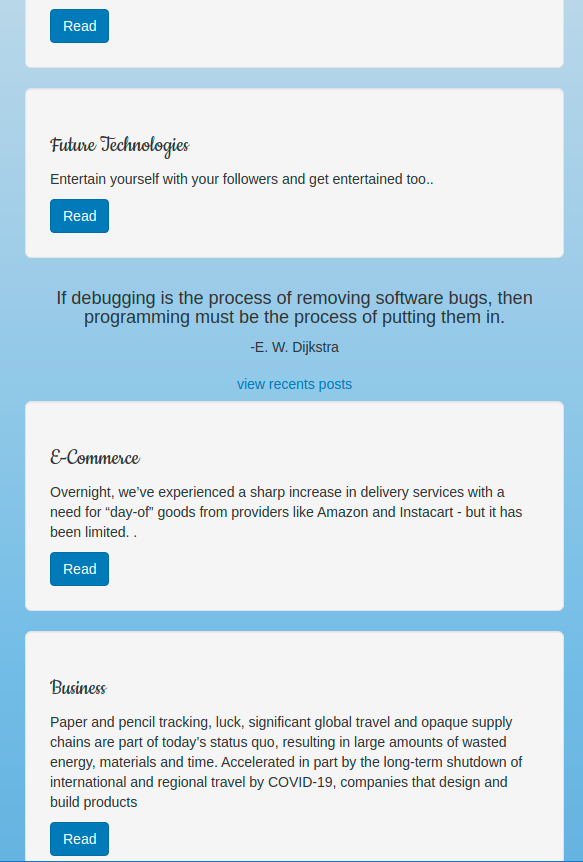 Read
Future Technologies
Entertain yourself with your followers and get entertained too..
Read
If debugging is the process of removing software bugs, then
programming must be the process of putting them in.
-E. W. Dijkstra
view recents posts
E-Commerce
Overnight, we’ve experienced a sharp increase in delivery services with a
need for “day-of” goods from providers like Amazon and Instacart - but it has
been limited. .
Read
Business
Paper and pencil tracking, luck, significant global travel and opaque supply
chains are part of today’s status quo, resulting in large amounts of wasted
energy, materials and time. Accelerated in part by the long-term shutdown of
international and regional travel by COVID-19, companies that design and
build products
Read